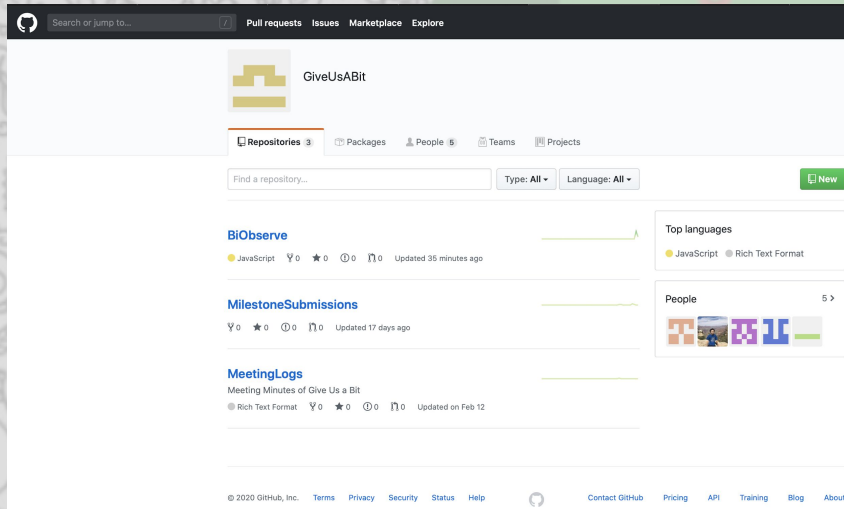 Search or jump to... / Pull requests Issues Marketplace Explore
GiveUsABit
Repositories 3 Packages People 5 Teams Projects
Find a repository... Type: All Language: All New
BiObserve
JavaScript 0 0 0 0 Updated 35 minutes ago
MilestoneSubmissions
0 0 0 0 Updated 17 days ago
MeetingLogs
Meeting Minutes of Give Us a Bit
Rich Text Format 0 0 0 0 Updated on Feb 12
Top languages
JavaScript Rich Text Format
People 5 >
© 2020 GitHub, Inc. Terms Privacy Security Status Help Contact GitHub Pricing API Training Blog About